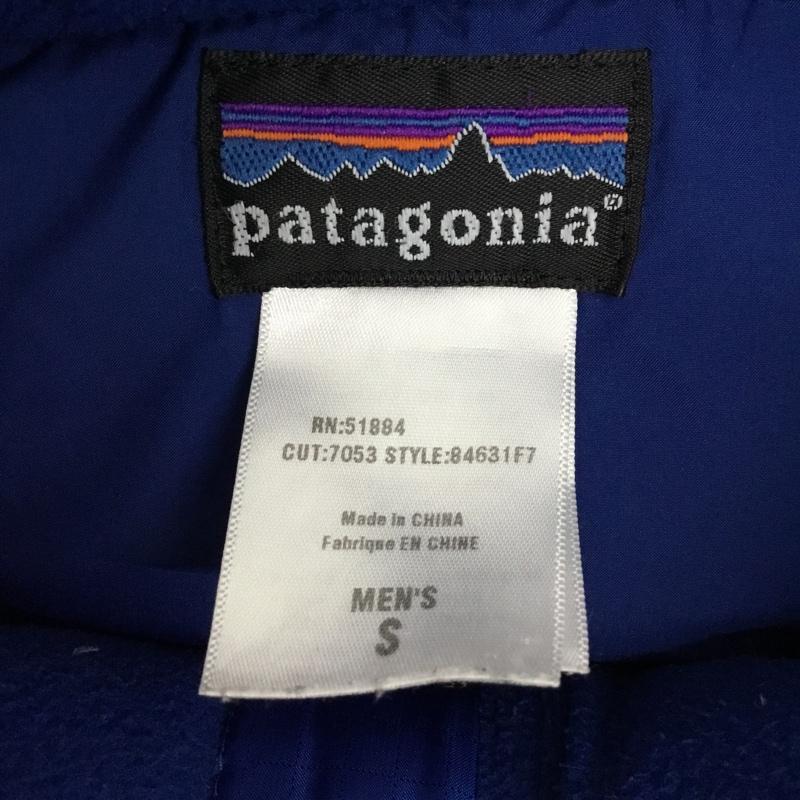 patagonia®
RN:51884
CUT:7053 STYLE:84631F7
Made in CHINA
Fabrique EN CHINE
MEN'S
S